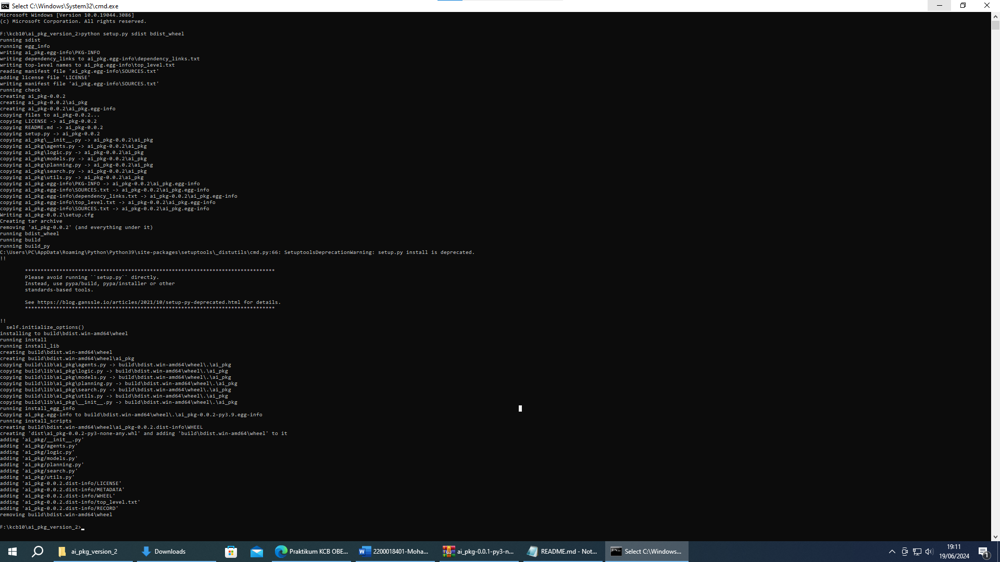 Select C:\Windows\System32\cmd.exe
Microsoft Windows [Version 10.0.19044.3086]
(c) Microsoft Corporation. All rights reserved.
F:\kcb10\ai_pkg_version_2>python setup.py sdist bdist_wheel
running sdist
running egg_info
writing ai_pkg.egg-info\PKG-INFO
writing dependency_links to ai_pkg.egg-info\dependency_links.txt
writing top-level names to ai_pkg.egg-info\top_level.txt
reading manifest file 'ai_pkg.egg-info\SOURCES.txt'
adding license file 'LICENSE'
writing manifest file 'ai_pkg.egg-info\SOURCES.txt'
running check
creating ai_pkg-0.0.2
creating ai_pkg-0.0.2\ai_pkg
creating ai_pkg-0.0.2\ai_pkg.egg-info
copying files to ai_pkg-0.0.2...
copying LICENSE -> ai_pkg-0.0.2
copying README.md -> ai_pkg-0.0.2
copying setup.py -> ai_pkg-0.0.2
copying ai_pkg\__init__.py -> ai_pkg-0.0.2\ai_pkg
copying ai_pkg\agents.py -> ai_pkg-0.0.2\ai_pkg
copying ai_pkg\logic.py -> ai_pkg-0.0.2\ai_pkg
copying ai_pkg\models.py -> ai_pkg-0.0.2\ai_pkg
copying ai_pkg\planning.py -> ai_pkg-0.0.2\ai_pkg
copying ai_pkg\search.py -> ai_pkg-0.0.2\ai_pkg
copying ai_pkg\utils.py -> ai_pkg-0.0.2\ai_pkg
copying ai_pkg.egg-info\PKG-INFO -> ai_pkg-0.0.2\ai_pkg.egg-info
copying ai_pkg.egg-info\SOURCES.txt -> ai_pkg-0.0.2\ai_pkg.egg-info
copying ai_pkg.egg-info\dependency_links.txt -> ai_pkg-0.0.2\ai_pkg.egg-info
copying ai_pkg.egg-info\top_level.txt -> ai_pkg-0.0.2\ai_pkg.egg-info
copying ai_pkg.egg-info\SOURCES.txt -> ai_pkg-0.0.2\ai_pkg.egg-info
Writing ai_pkg-0.0.2\setup.cfg
Creating tar archive
removing 'ai_pkg-0.0.2' (and everything under it)
running bdist_wheel
running build
running build_py
C:\Users\PC\AppData\Roaming\Python\Python39\site-packages\setuptools\_distutils\cmd.py:66: SetuptoolsDeprecationWarning: setup.py install is deprecated.
!!
********************************************************************************
Please avoid running ``setup.py`` directly.
Instead, use pypa/build, pypa/installer or other
standards-based tools.
See https://blog.ganssle.io/articles/2021/10/setup-py-deprecated.html for details.
********************************************************************************
!!
self.initialize_options()
installing to build\bdist.win-amd64\wheel
running install
running install_lib
creating build\bdist.win-amd64\wheel
creating build\bdist.win-amd64\wheel\ai_pkg
copying build\lib\ai_pkg\agents.py -> build\bdist.win-amd64\wheel\.\ai_pkg
copying build\lib\ai_pkg\logic.py -> build\bdist.win-amd64\wheel\.\ai_pkg
copying build\lib\ai_pkg\models.py -> build\bdist.win-amd64\wheel\.\ai_pkg
copying build\lib\ai_pkg\planning.py -> build\bdist.win-amd64\wheel\.\ai_pkg
copying build\lib\ai_pkg\search.py -> build\bdist.win-amd64\wheel\.\ai_pkg
copying build\lib\ai_pkg\utils.py -> build\bdist.win-amd64\wheel\.\ai_pkg
copying build\lib\ai_pkg\__init__.py -> build\bdist.win-amd64\wheel\.\ai_pkg
running install_egg_info
Copying ai_pkg.egg-info to build\bdist.win-amd64\wheel\.\ai_pkg-0.0.2-py3.9.egg-info
running install_scripts
creating build\bdist.win-amd64\wheel\ai_pkg-0.0.2.dist-info\WHEEL
creating 'dist\ai_pkg-0.0.2-py3-none-any.whl' and adding 'build\bdist.win-amd64\wheel' to it
adding 'ai_pkg/__init__.py'
adding 'ai_pkg/agents.py'
adding 'ai_pkg/logic.py'
adding 'ai_pkg/models.py'
adding 'ai_pkg/planning.py'
adding 'ai_pkg/search.py'
adding 'ai_pkg/utils.py'
adding 'ai_pkg-0.0.2.dist-info/LICENSE'
adding 'ai_pkg-0.0.2.dist-info/METADATA'
adding 'ai_pkg-0.0.2.dist-info/WHEEL'
adding 'ai_pkg-0.0.2.dist-info/top_level.txt'
adding 'ai_pkg-0.0.2.dist-info/RECORD'
removing build\bdist.win-amd64\wheel
F:\kcb10\ai_pkg_version_2>
ai_pkg_version_2
Downloads
Praktikum KCB OBE...
2200018401-Moha...
ai_pkg-0.0.1-py3-n...
README.md - Not...
Select C:\Windows...
19:11
19/06/2024
1